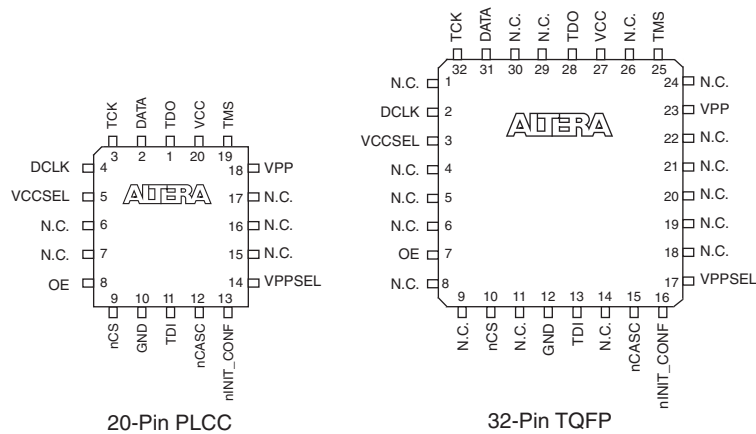 TCK DATA TDO VCC TMS
3 2 1 20 19
DCLK 4 18 VPP
VCCSEL 5 ALTERA 17 N.C.
N.C. 6 16 N.C.
N.C. 7 15 N.C.
OE 8 14 VPPSEL
9 10 11 12 13
nCS GND TDI nCASC nINIT_CONF
20-Pin PLCC
TCK DATA N.C. N.C. TDO VCC N.C. TMS
32 31 30 29 28 27 26 25
N.C. 1 24 N.C.
DCLK 2 ALTERA 23 VPP
VCCSEL 3 22 N.C.
N.C. 4 21 N.C.
N.C. 5 20 N.C.
N.C. 6 19 N.C.
OE 7 18 N.C.
N.C. 8 17 VPPSEL
9 10 11 12 13 14 15 16
N.C. nCS N.C. GND TDI N.C. nCASC nINIT_CONF
32-Pin TQFP